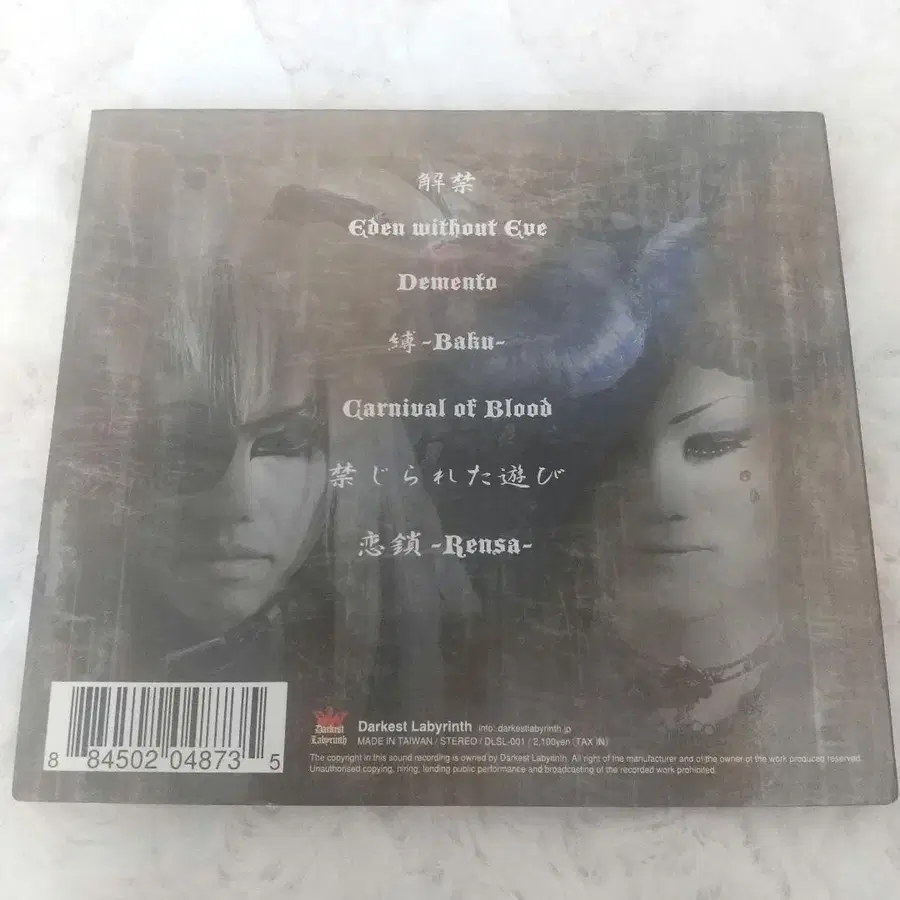 解禁
Eden without Eve
Demento
縛-Baku-
Carnival of Blood
禁じられた遊び
恋鎖-Rensa-
8 84502 04873 5
Darkest
Labyrinth
Darkest Labyrinth info: darkestlabyrinth.jp
MADE IN TAIWAN / STEREO / DLSL-001 / 2,100yen (TAX IN)
The copyright in this sound recording is owned by Darkest Labyrinth. All right of the manufacturer and of the owner of the work produced reserved.
Unauthorised copying, hiring, lending public performance and broadcasting of the recorded work prohibited.